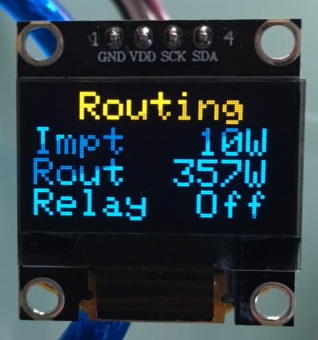 1 4
GND VDD SCK SDA
Routing
Impt 10W
Rout 357W
Relay Off